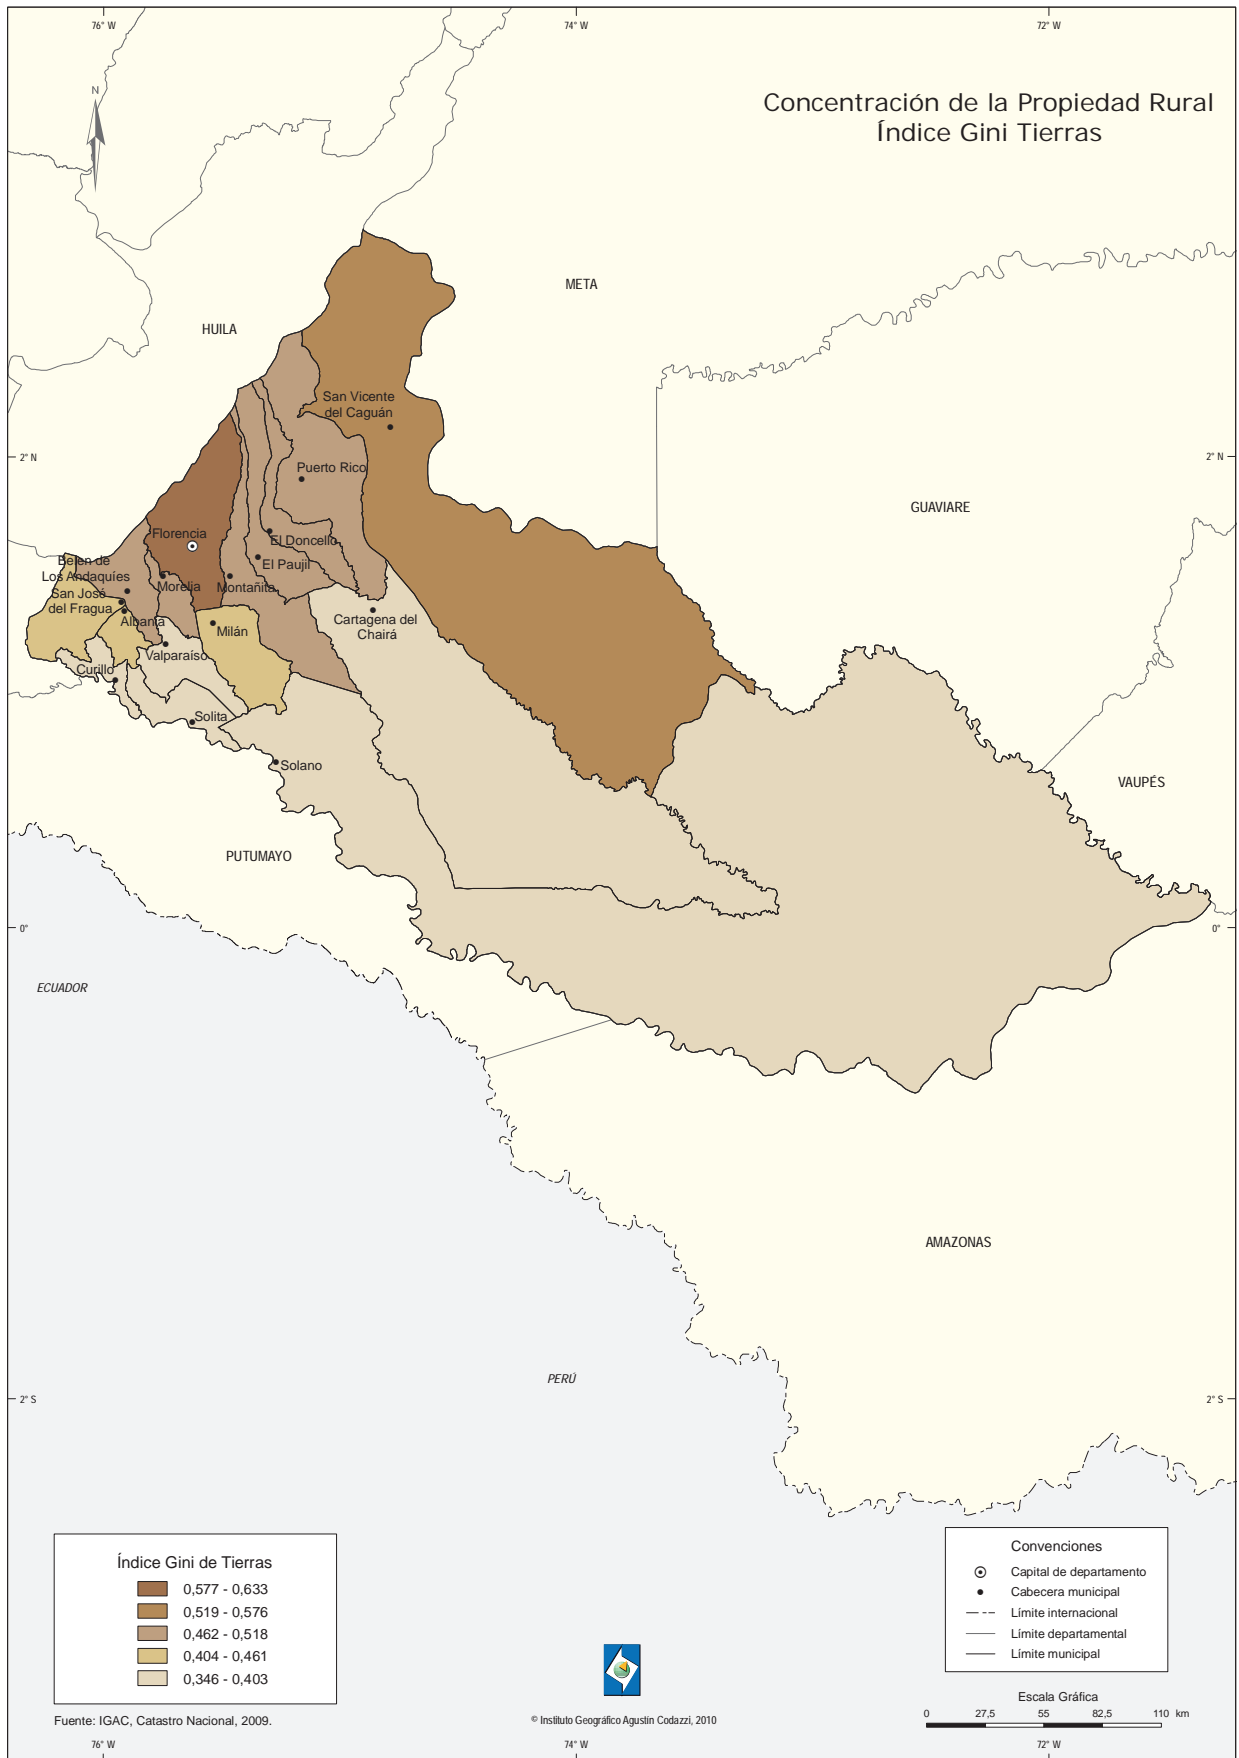 76° W
74° W
72° W
N
Concentración de la Propiedad Rural
Índice Gini Tierras
META
HUILA
San Vicente
del Caguán
2° N
2° N
Puerto Rico
GUAVIARE
Florencia
El Doncello
Belén de
Los Andaquíes
El Paujil
Morelia
Montañita
San José
del Fragua
Albania
Milán
Cartagena del
Chairá
Valparaíso
Curillo
Solita
Solano
VAUPÉS
PUTUMAYO
0°
0°
ECUADOR
AMAZONAS
PERÚ
2° S
2° S
Índice Gini de Tierras
0,577 - 0,633
0,519 - 0,576
0,462 - 0,518
0,404 - 0,461
0,346 - 0,403
Fuente: IGAC, Catastro Nacional, 2009.
© Instituto Geográfico Agustín Codazzi, 2010
Convenciones
Capital de departamento
Cabecera municipal
Límite internacional
Límite departamental
Límite municipal
Escala Gráfica
0 27,5 55 82,5 110 km
76° W
74° W
72° W